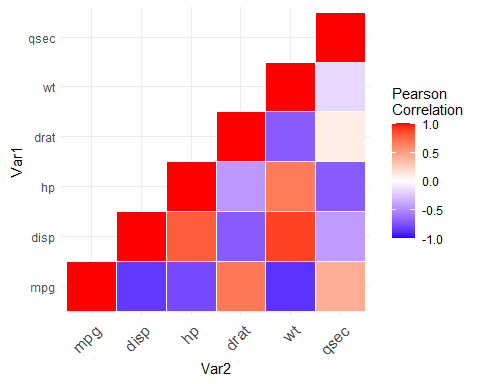 qsec
wt
drat
hp
disp
mpg
Var1
mpg
disp
hp
drat
wt
qsec
Var2
Pearson
Correlation
1.0
0.5
0.0
-0.5
-1.0